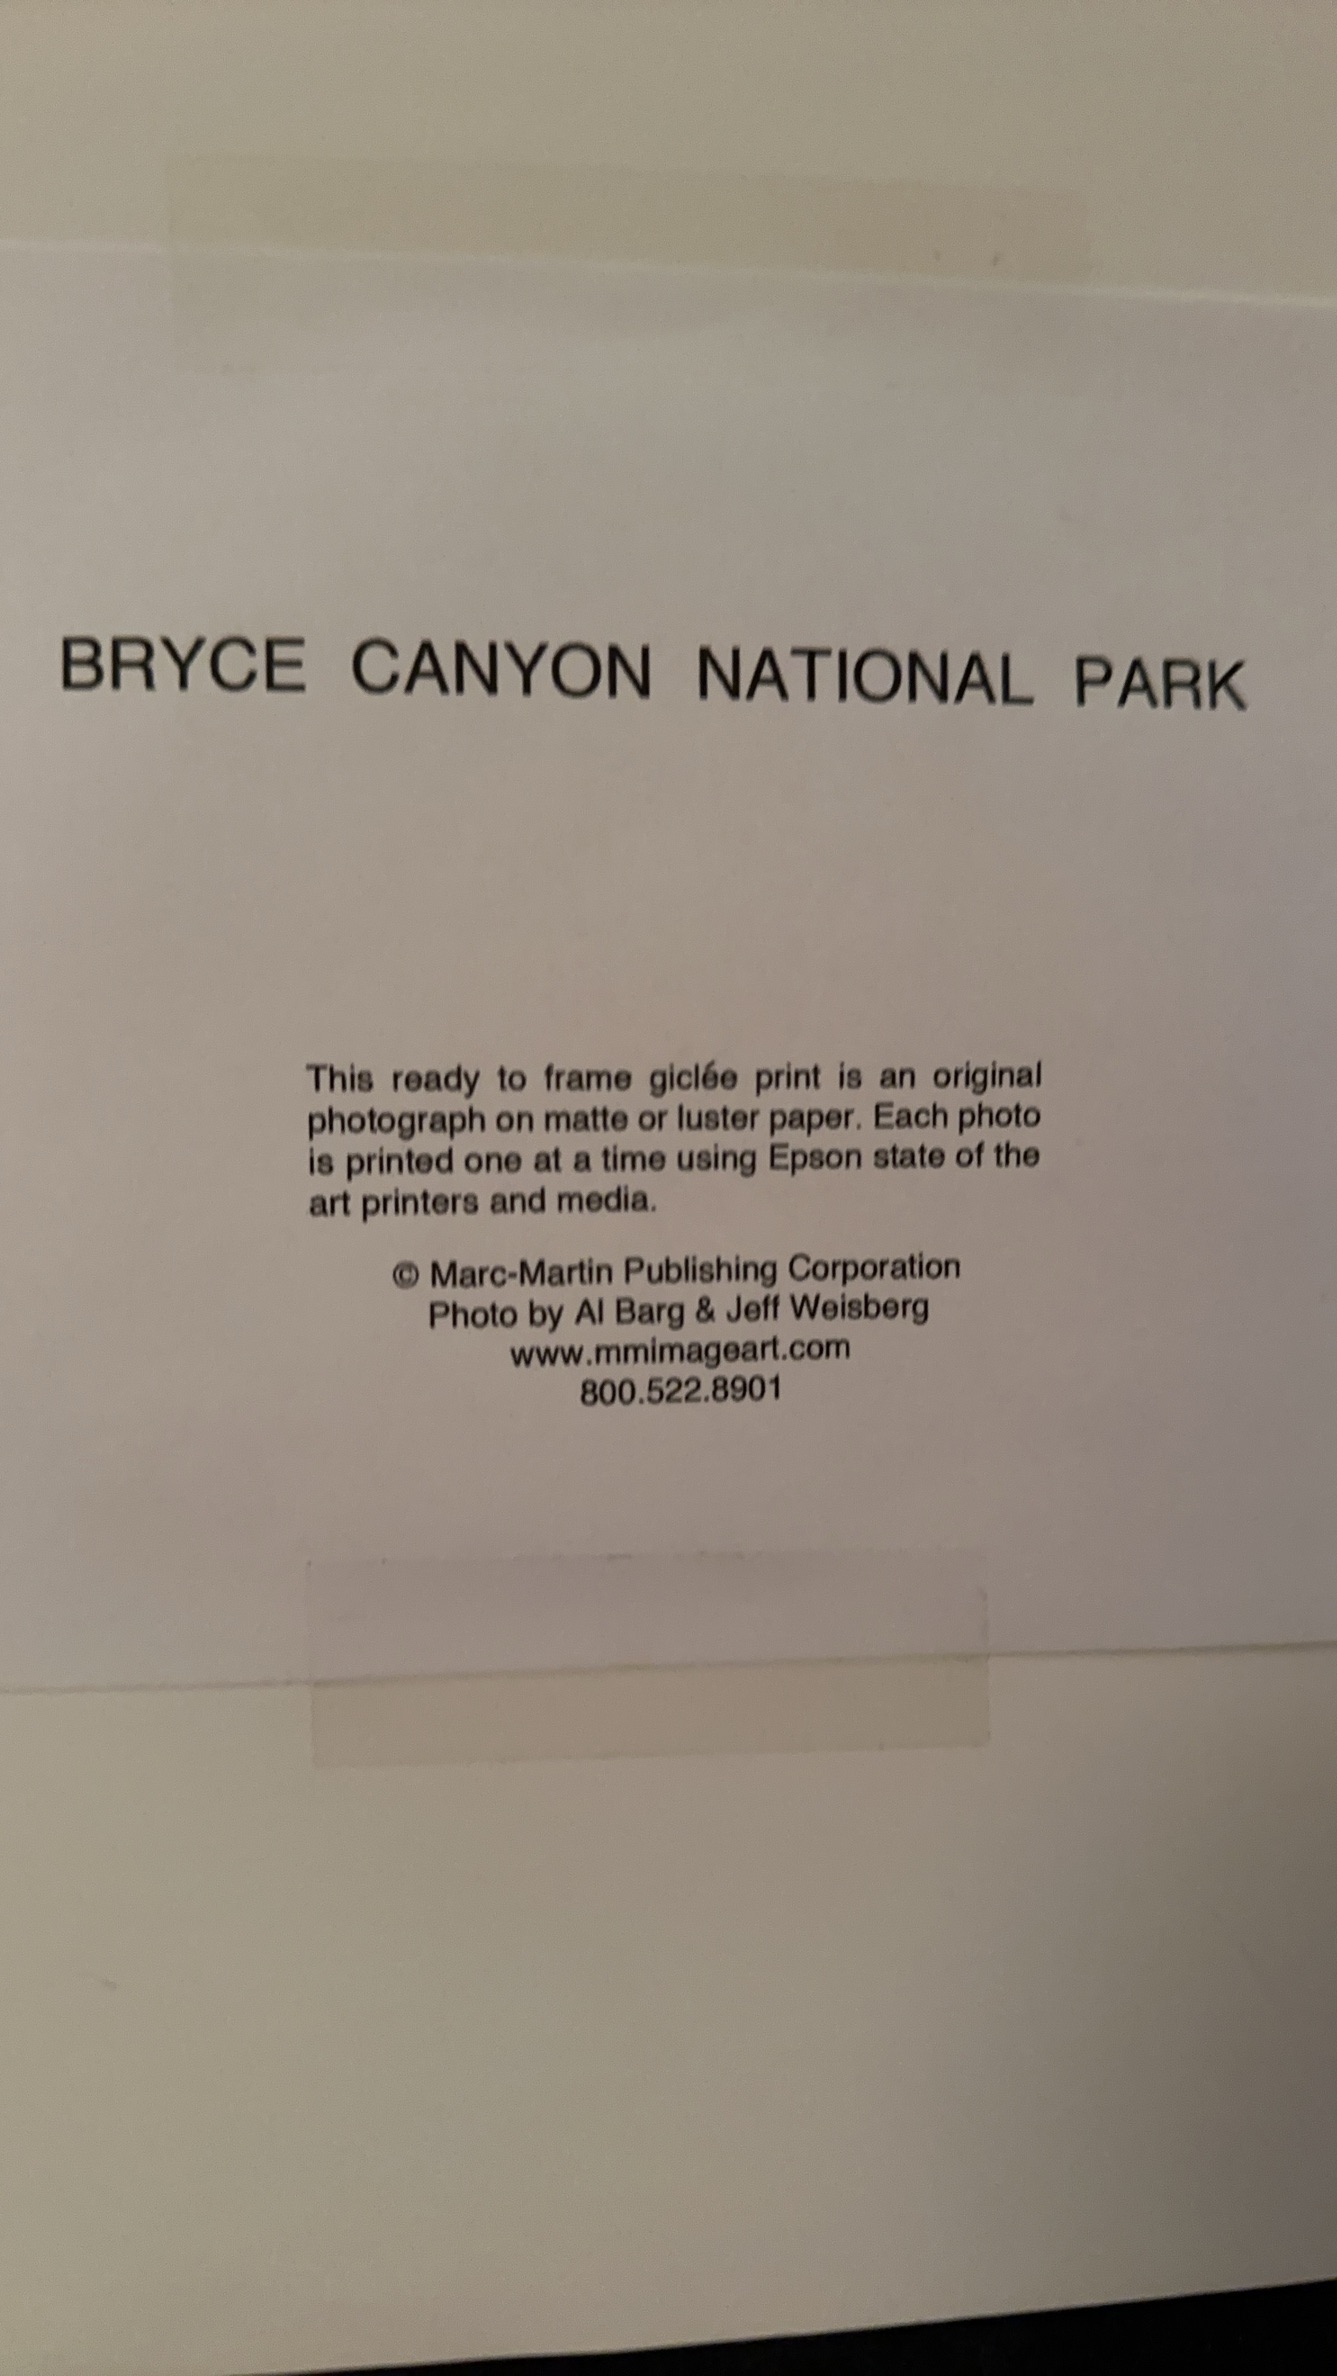 BRYCE CANYON NATIONAL PARK
This ready to frame giclée print is an original
photograph on matte or luster paper. Each photo
is printed one at a time using Epson state of the
art printers and media.
© Marc-Martin Publishing Corporation
Photo by Al Barg & Jeff Weisberg
www.mmimageart.com
800.522.8901